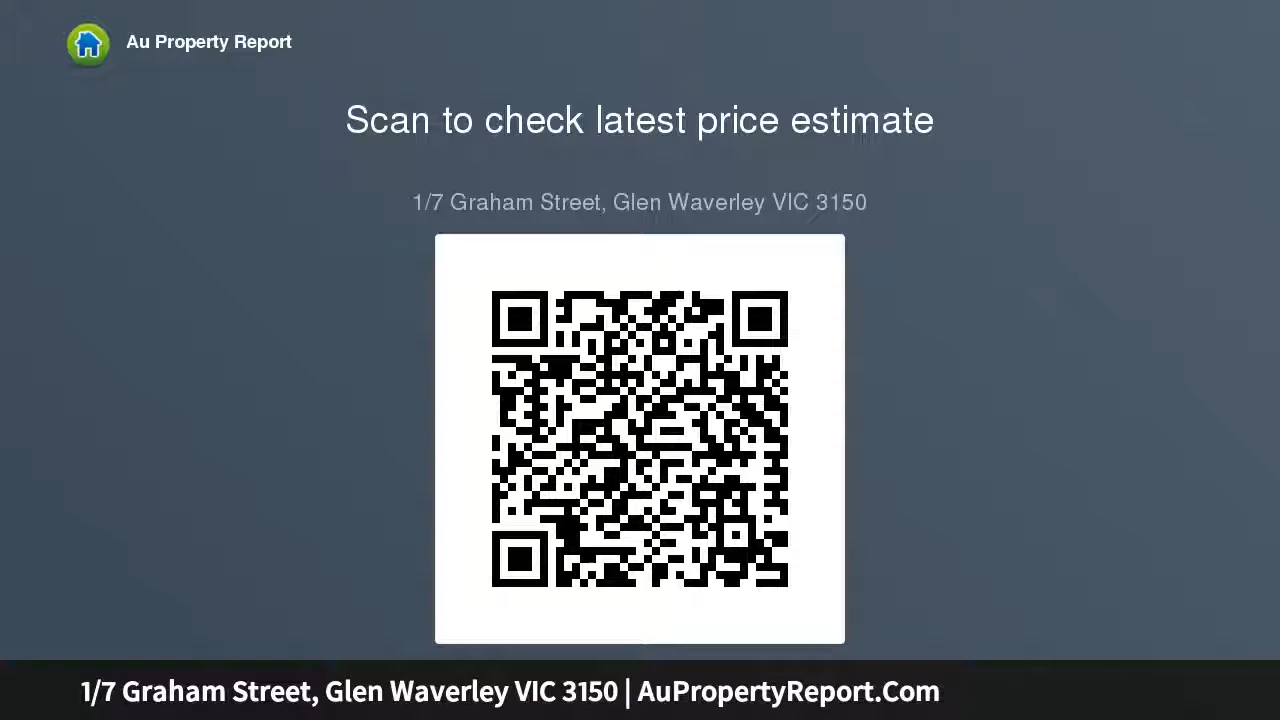 Au Property Report
Scan to check latest price estimate
1/7 Graham Street, Glen Waverley VIC 3150
1/7 Graham Street, Glen Waverley VIC 3150 | AuPropertyReport.Com